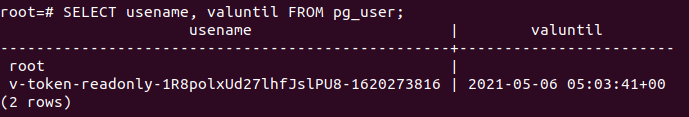 root=# SELECT usename, valuntil FROM pg_user;
                     usename                      |        valuntil
--------------------------------------------------+------------------------
 root                                             |
 v-token-readonly-1R8polxUd27lhfJslPU8-1620273816 | 2021-05-06 05:03:41+00
(2 rows)